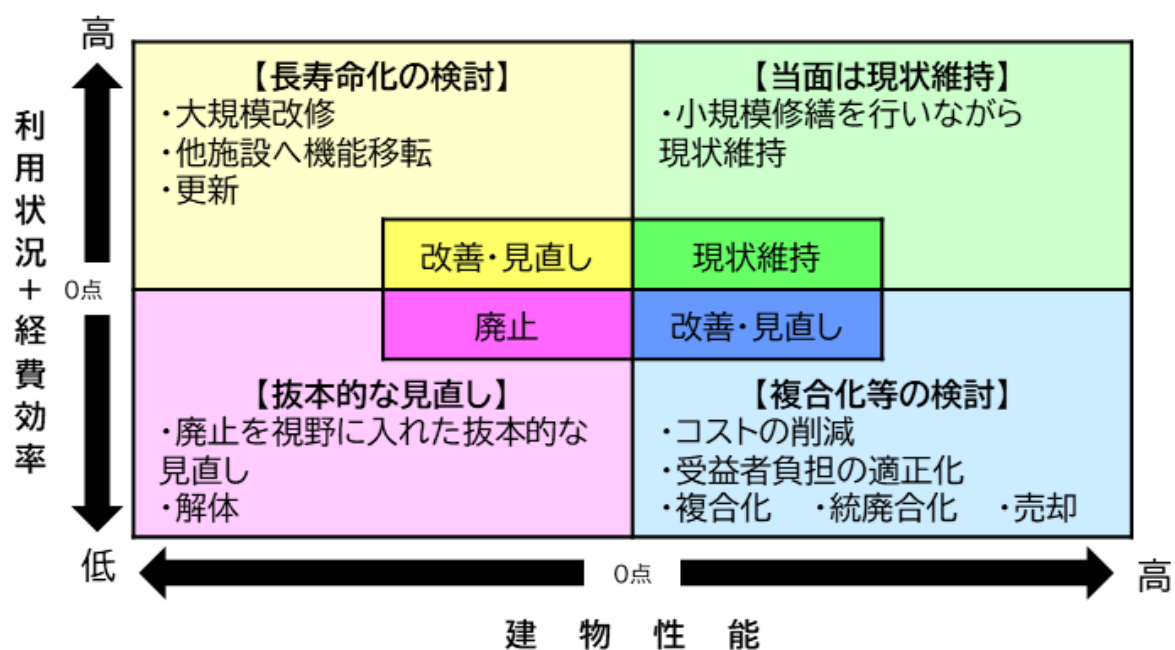 高
利用状況＋経費効率
0点
低
【長寿命化の検討】
・大規模改修
・他施設へ機能移転
・更新
【当面は現状維持】
・小規模修繕を行いながら
現状維持
改善・見直し
現状維持
廃止
改善・見直し
【抜本的な見直し】
・廃止を視野に入れた抜本的な
見直し
・解体
【複合化等の検討】
・コストの削減
・受益者負担の適正化
・複合化　・統廃合化　・売却
0点
高
建物性能